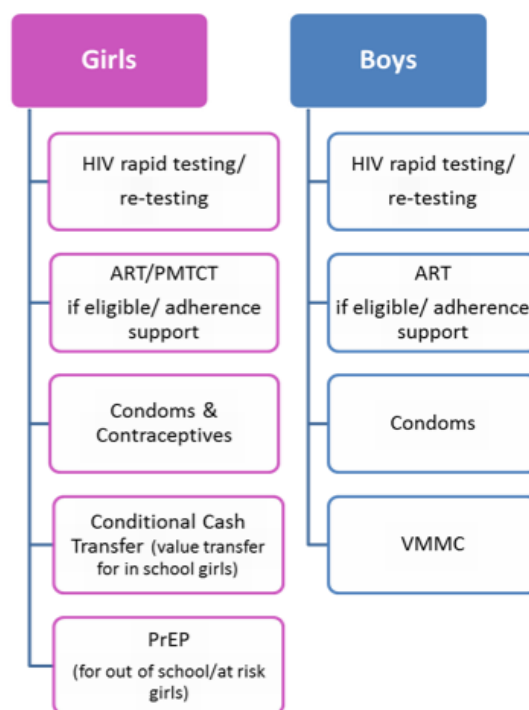 Girls
HIV rapid testing/
re-testing
ART/PMTCT
if eligible/ adherence
support
Condoms &
Contraceptives
Conditional Cash
Transfer (value transfer
for in school girls)
PrEP
(for out of school/at risk
girls)
Boys
HIV rapid testing/
re-testing
ART
if eligible/ adherence
support
Condoms
VMMC